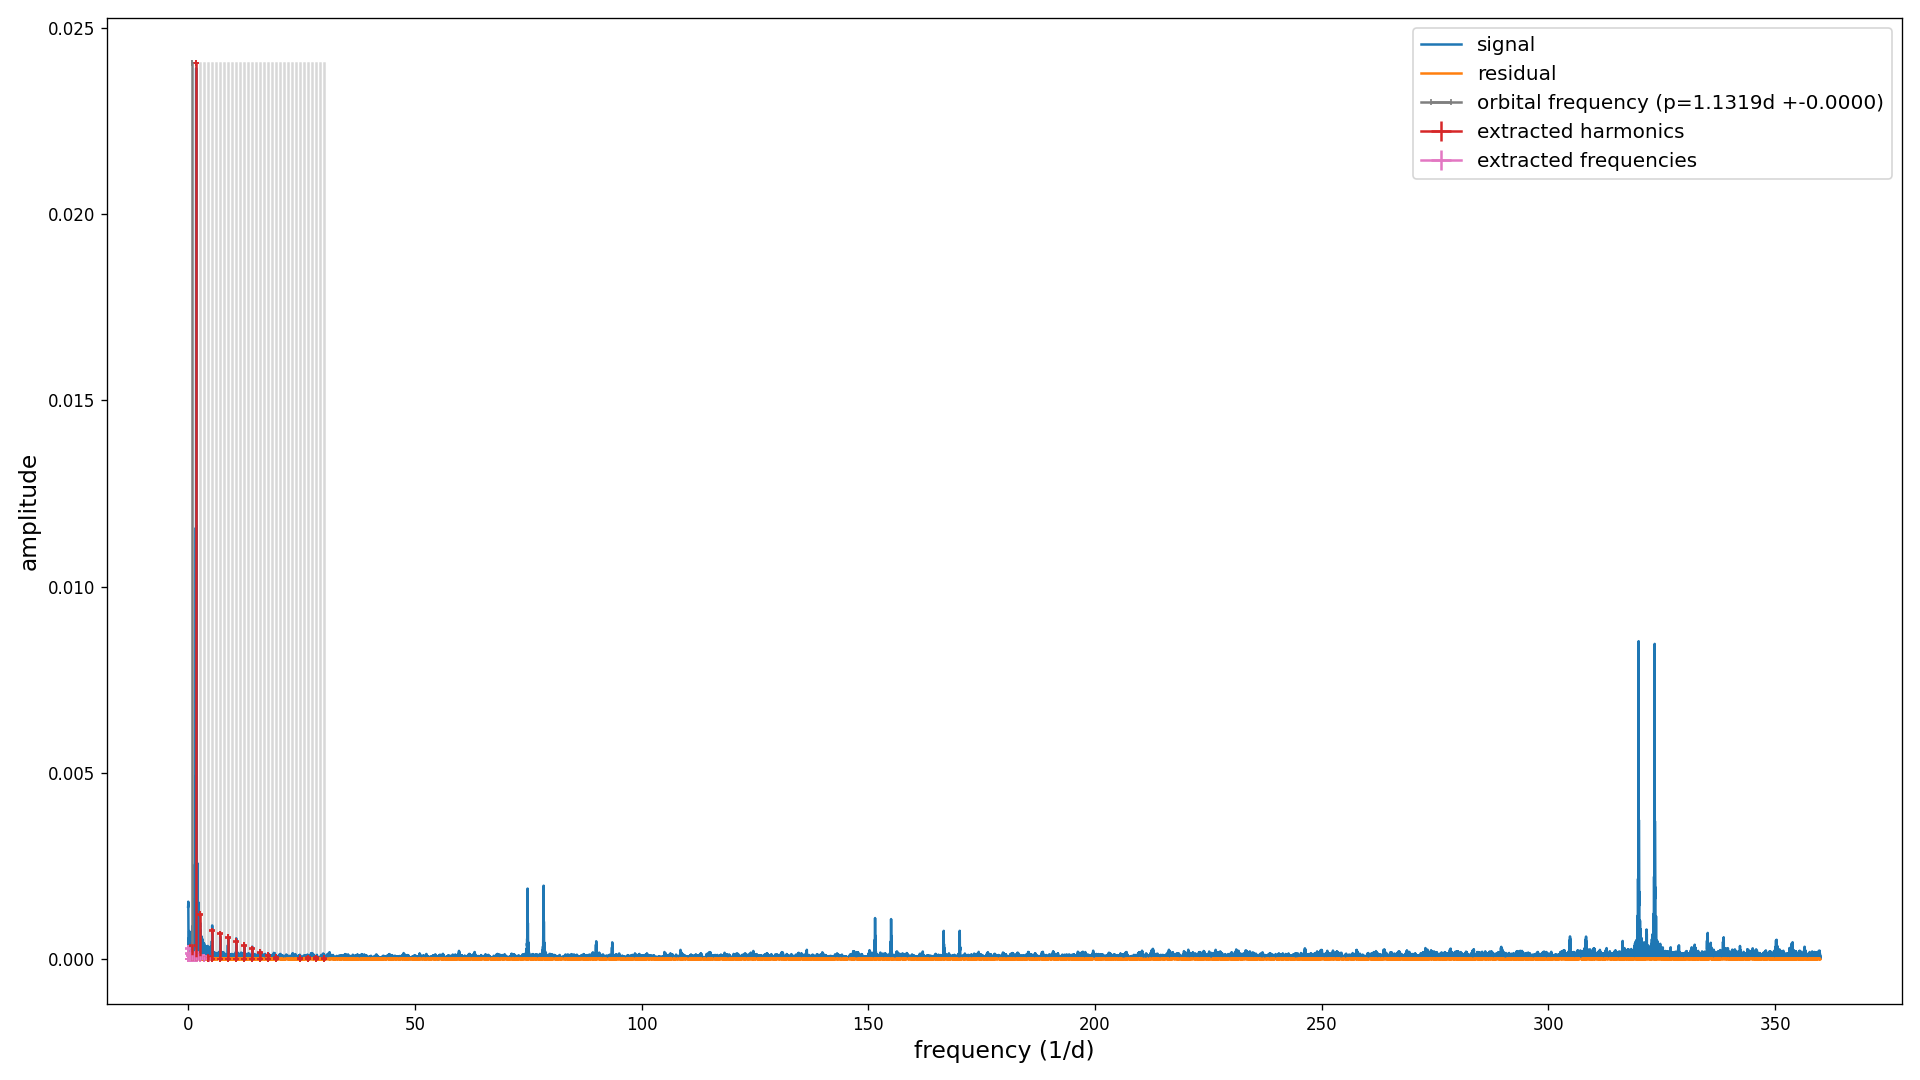 0.025
0.020
0.015
0.010
0.005
0.000
amplitude
0
50
100
150
200
250
300
350
frequency (1/d)
signal
residual
orbital frequency (p=1.1319d +-0.0000)
extracted harmonics
extracted frequencies